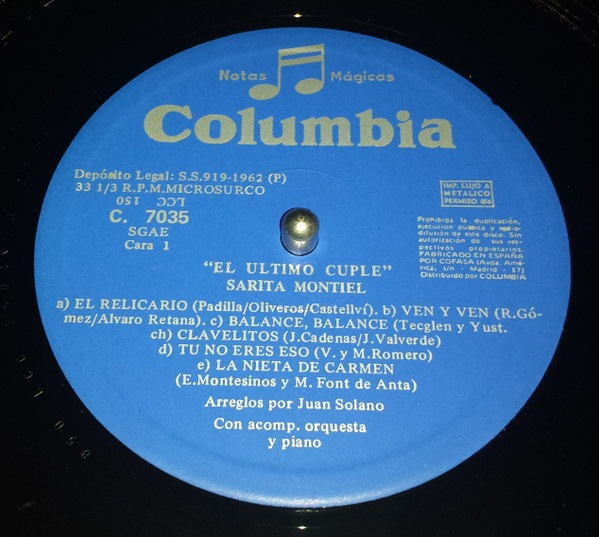 Notas Mágicas
Columbia
Depósito Legal: S.S.919-1962 (P)
33 1/3 R.P.M.MICROSURCO
LCC 150
C. 7035
SGAE
Cara 1
IMP. LUJO A
METALICO
PERMISO 856
Prohibida la duplicación,
ejecución pública y radio-
difusión de este disco. Sin
autorización de sus res-
pectivos propietarios.
FABRICADO EN ESPAÑA
POR COFASA (Avda. Amé-
rica, s/n - Madrid - 17)
Distribuido por COLUMBIA
"EL ULTIMO CUPLE"
SARITA MONTIEL
a) EL RELICARIO (Padilla/Oliveros/Castellví). b) VEN Y VEN (R.Gó-
mez/Alvaro Retana). c) BALANCE, BALANCE (Tecglen y Yust.
ch) CLAVELITOS (J.Cadenas/J.Valverde)
d) TU NO ERES ESO (V. y M.Romero)
e) LA NIETA DE CARMEN
(E.Montesinos y M. Font de Anta)
Arreglos por Juan Solano
Con acomp. orquesta
y piano